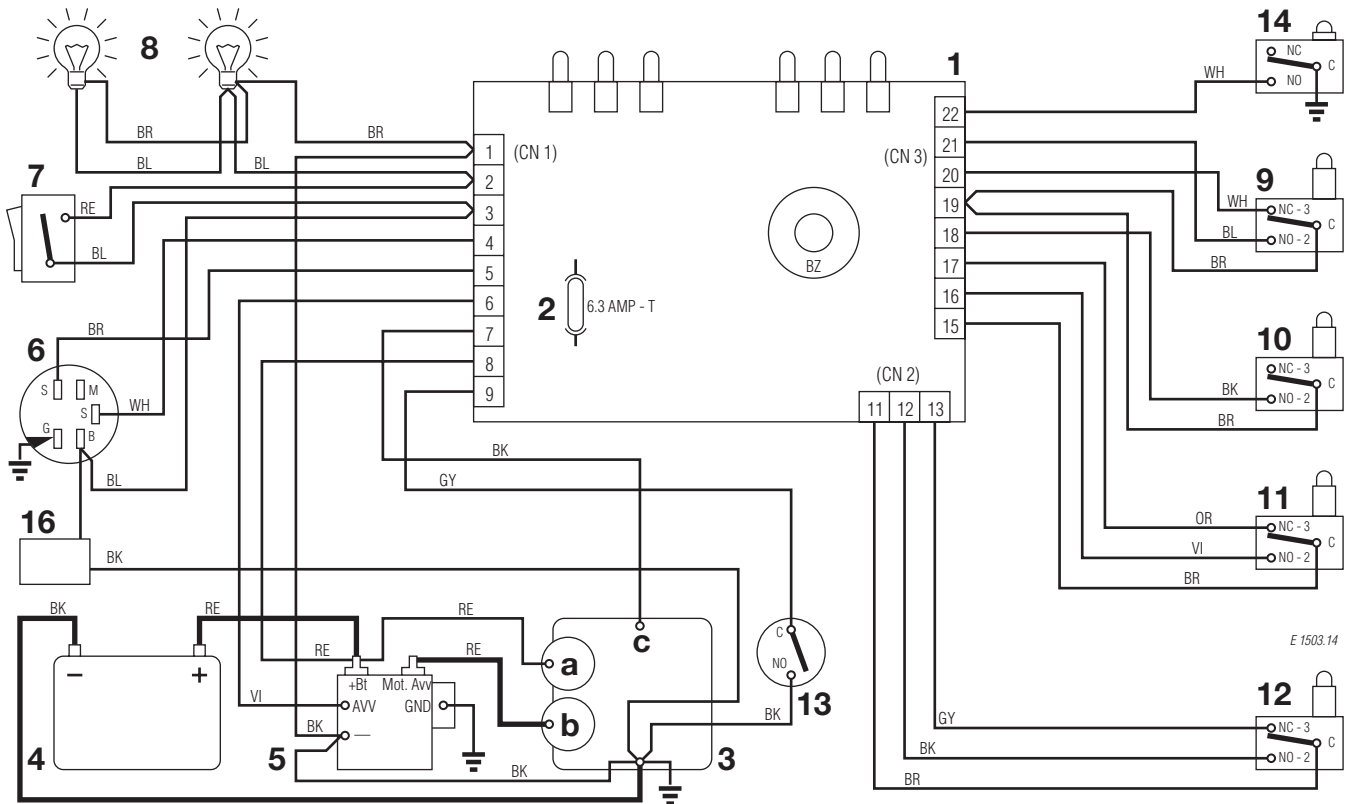 8
BR
BL
BL
BR
7
RE
BL
6
BR
S
M
S
G
B
WH
BL
16
BK
BK
RE
−
+
4
RE
RE
RE
+Bt
Mot. Avv
AVV
GND
—
VI
BK
5
BK
a
b
c
3
BK
GY
C
NO
13
BK
1
(CN 1)
1
2
3
4
5
6
7
8
9
2
6.3 AMP - T
BZ
(CN 3)
22
21
20
19
18
17
16
15
(CN 2)
11
12
13
14
NC
C
NO
WH
9
WH
NC - 3
C
BL
NO - 2
BR
10
NC - 3
C
BK
NO - 2
BR
11
OR
NC - 3
C
VI
NO - 2
BR
E 1503.14
12
GY
NC - 3
C
BK
NO - 2
BR